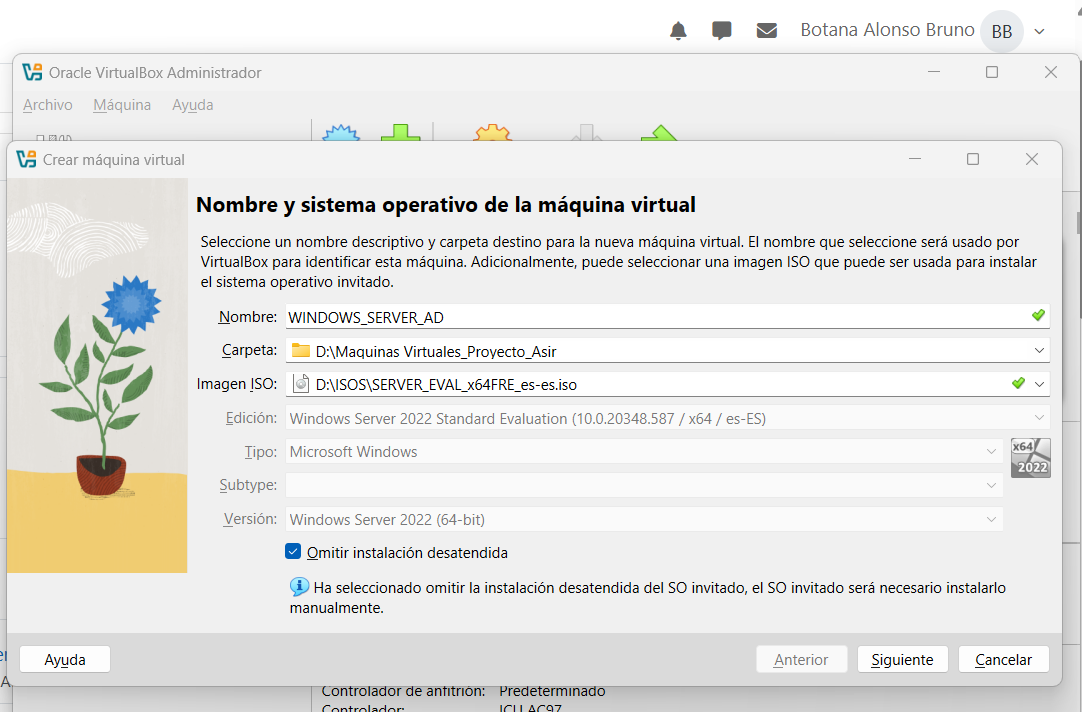 Botana Alonso Bruno BB
Oracle VirtualBox Administrador
Archivo Máquina Ayuda
Crear máquina virtual
Nombre y sistema operativo de la máquina virtual
Seleccione un nombre descriptivo y carpeta destino para la nueva máquina virtual. El nombre que seleccione será usado por
VirtualBox para identificar esta máquina. Adicionalmente, puede seleccionar una imagen ISO que puede ser usada para instalar
el sistema operativo invitado.
Nombre: WINDOWS_SERVER_AD
Carpeta: D:\Maquinas Virtuales_Proyecto_Asir
Imagen ISO: D:\ISOS\SERVER_EVAL_x64FRE_es-es.iso
Edición: Windows Server 2022 Standard Evaluation (10.0.20348.587 / x64 / es-ES)
Tipo: Microsoft Windows
x64
2022
Subtype:
Versión: Windows Server 2022 (64-bit)
Omitir instalación desatendida
Ha seleccionado omitir la instalación desatendida del SO invitado, el SO invitado será necesario instalarlo
manualmente.
Ayuda Anterior Siguiente Cancelar
Controlador de anfitrión: Predeterminado
Controlador: ICH AC97